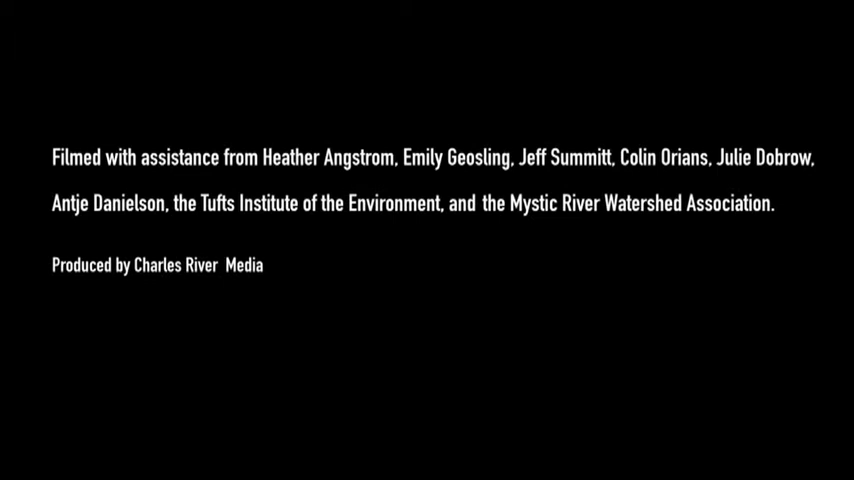 Filmed with assistance from Heather Angstrom, Emily Geosling, Jeff Summitt, Colin Orians, Julie Dobrow,
Antje Danielson, the Tufts Institute of the Environment, and the Mystic River Watershed Association.
Produced by Charles River Media